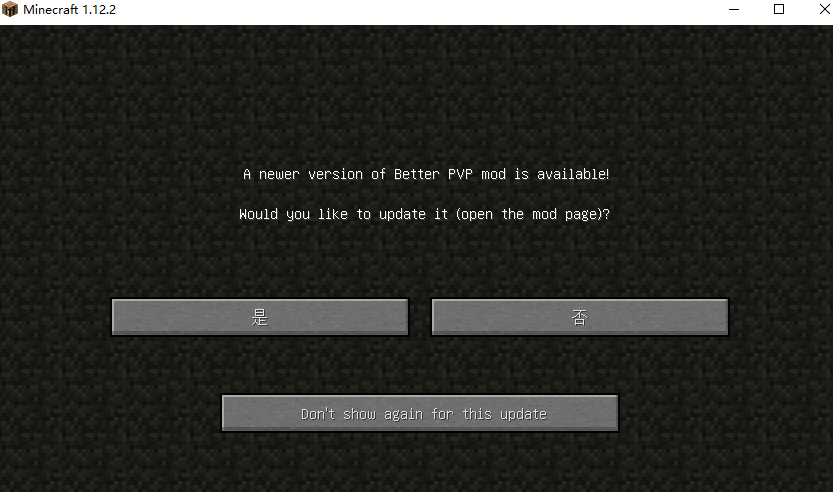 Minecraft 1.12.2
A newer version of Better PVP mod is available!
Would you like to update it (open the mod page)?
是
否
Don't show again for this update